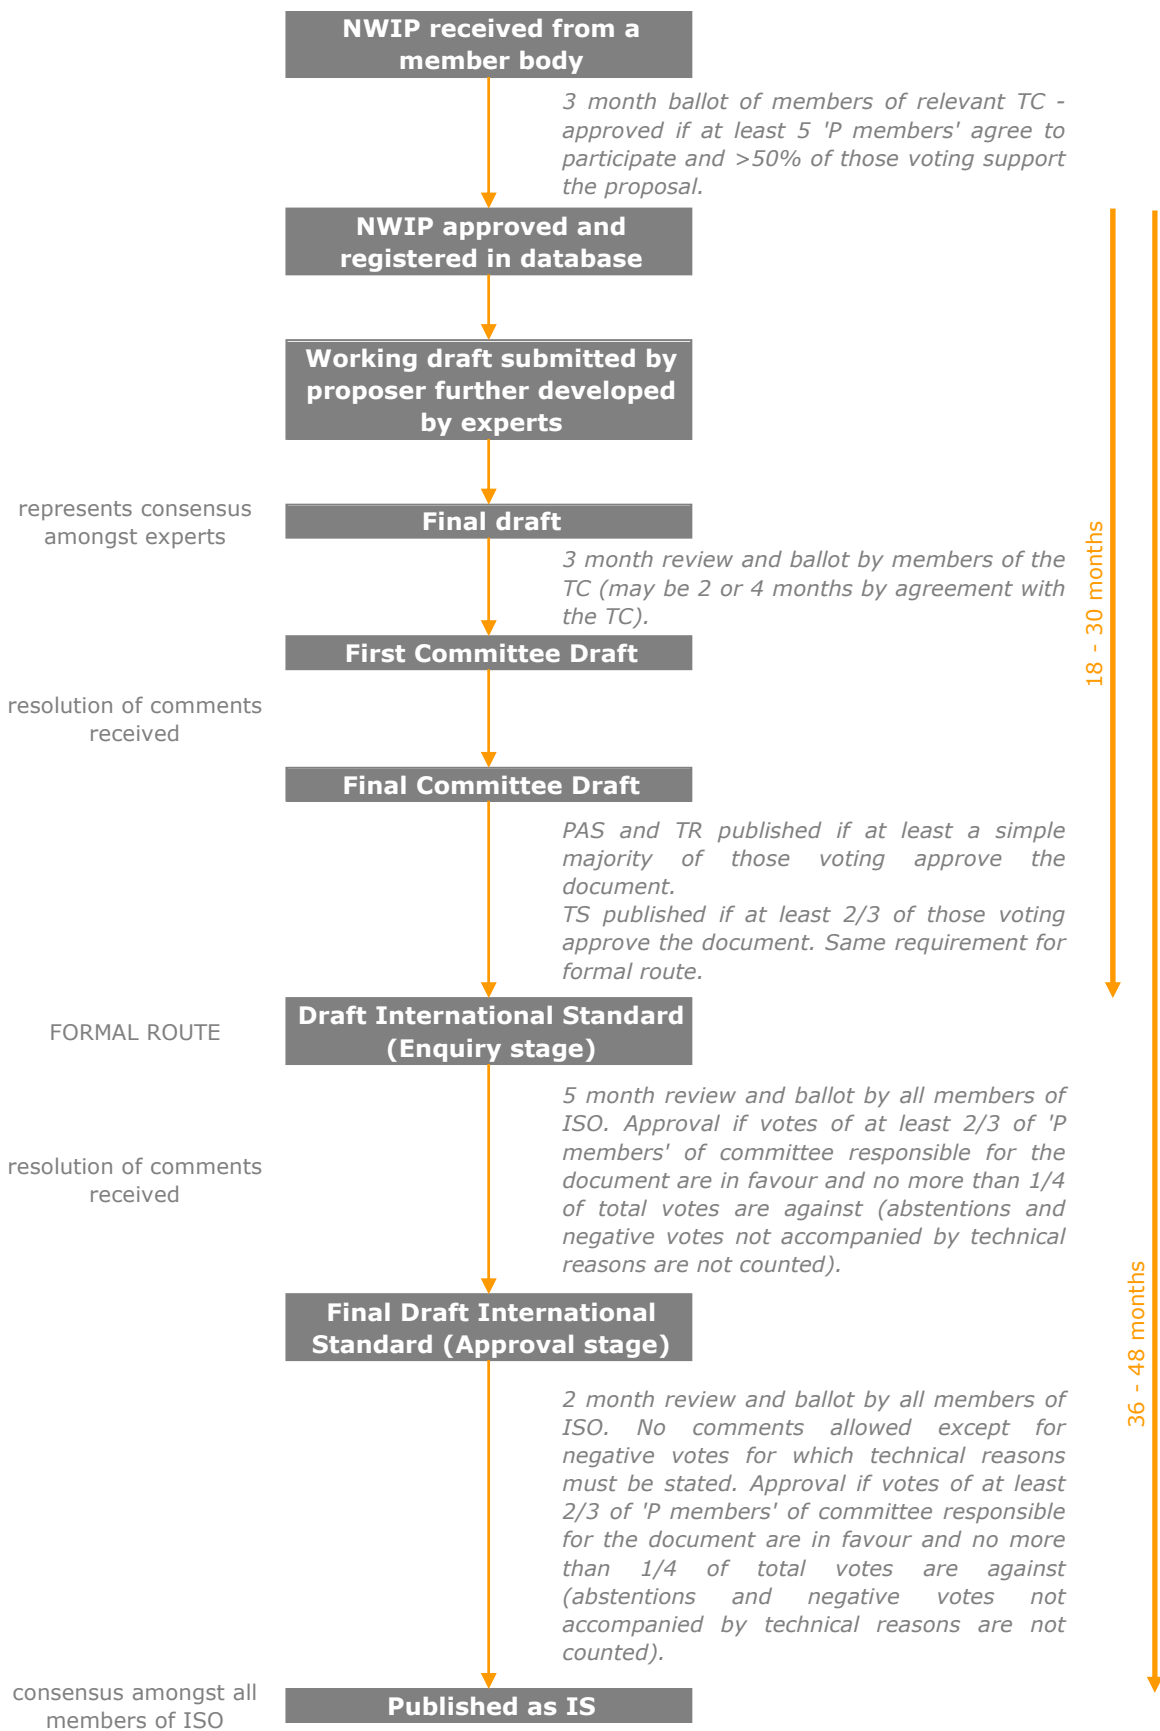 NWIP received from a
member body
3 month ballot of members of relevant TC -
approved if at least 5 'P members' agree to
participate and >50% of those voting support
the proposal.
NWIP approved and
registered in database
Working draft submitted by
proposer further developed
by experts
represents consensus
amongst experts
Final draft
3 month review and ballot by members of the
TC (may be 2 or 4 months by agreement with
the TC).
18 - 30 months
First Committee Draft
resolution of comments
received
Final Committee Draft
PAS and TR published if at least a simple
majority of those voting approve the
document.
TS published if at least 2/3 of those voting
approve the document. Same requirement for
formal route.
FORMAL ROUTE
Draft International Standard
(Enquiry stage)
5 month review and ballot by all members of
ISO. Approval if votes of at least 2/3 of 'P
members' of committee responsible for the
document are in favour and no more than 1/4
of total votes are against (abstentions and
negative votes not accompanied by technical
reasons are not counted).
resolution of comments
received
Final Draft International
Standard (Approval stage)
36 - 48 months
2 month review and ballot by all members of
ISO. No comments allowed except for
negative votes for which technical reasons
must be stated. Approval if votes of at least
2/3 of 'P members' of committee responsible
for the document are in favour and no more
than 1/4 of total votes are against
(abstentions and negative votes not
accompanied by technical reasons are not
counted).
consensus amongst all
members of ISO
Published as IS